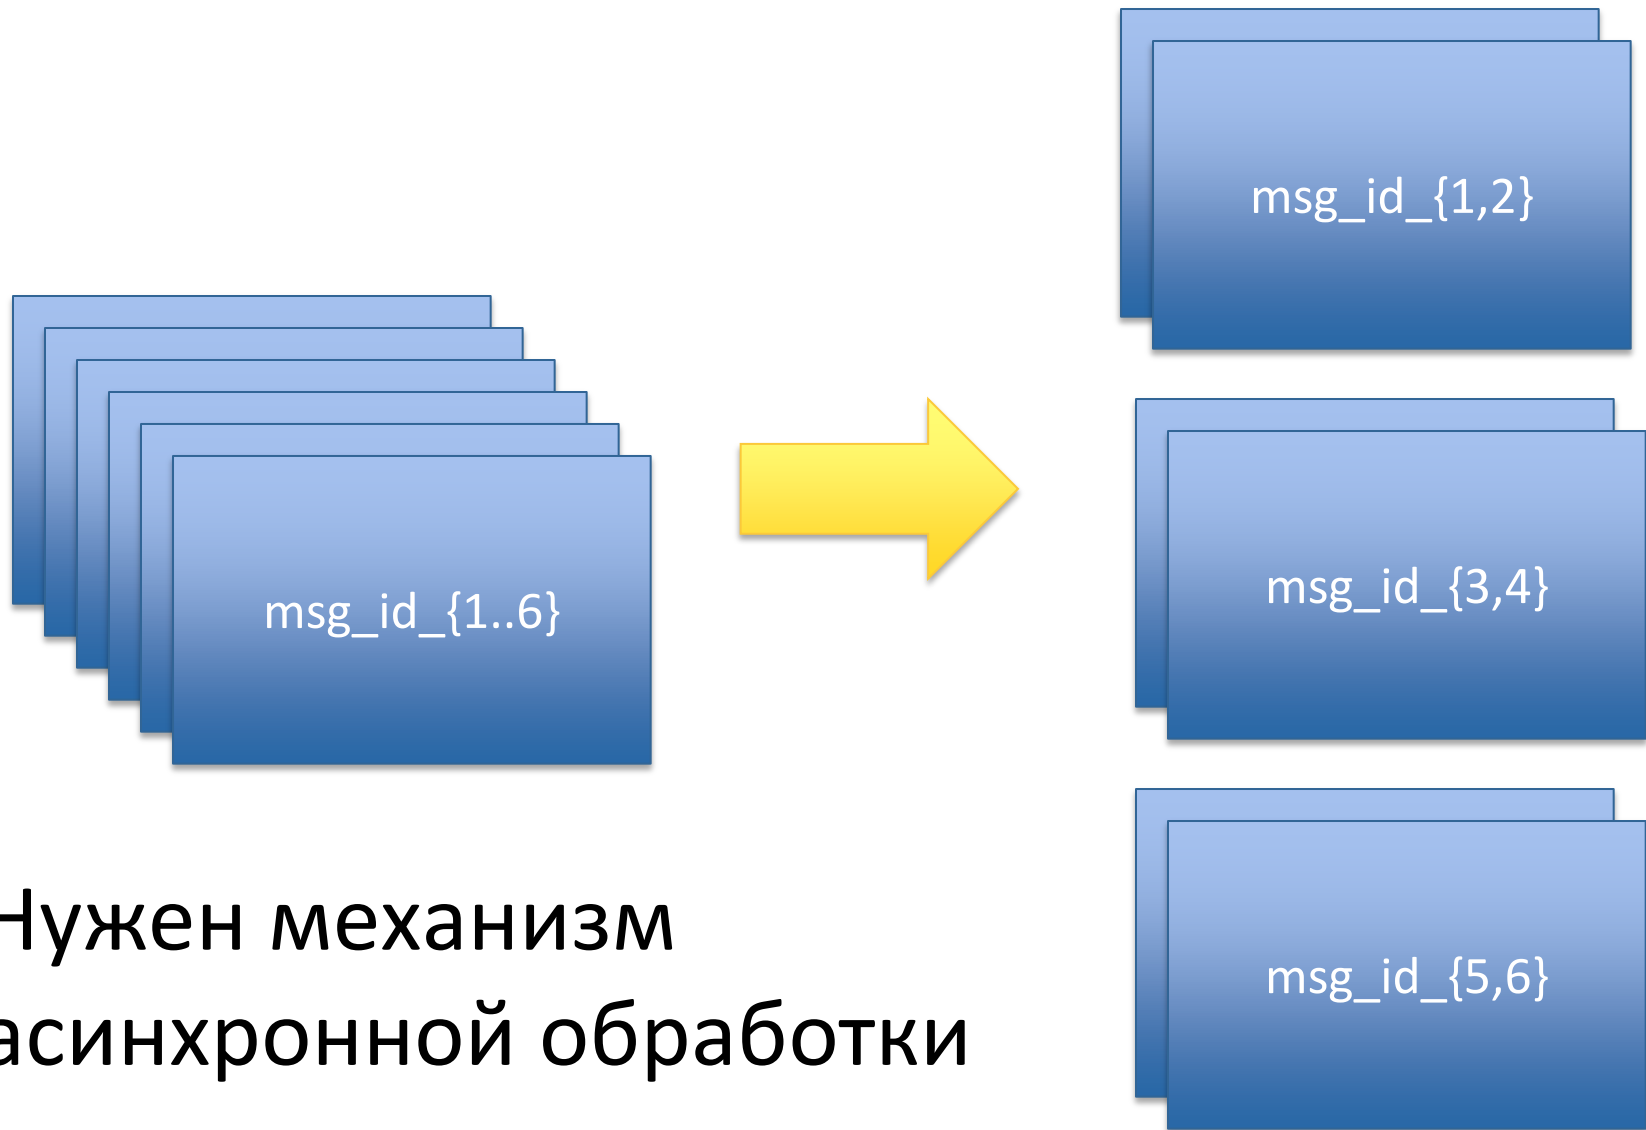 msg_id_{1,2}
msg_id_{1..6}
msg_id_{3,4}
Нужен механизм
асинхронной обработки
msg_id_{5,6}